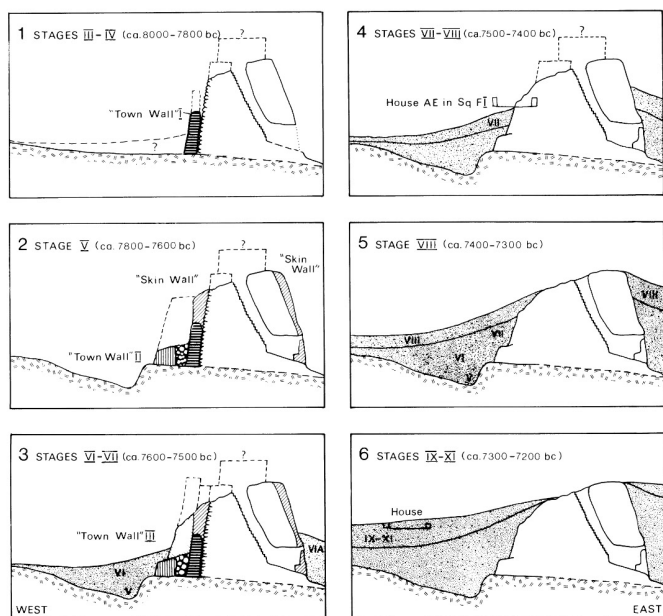 1 STAGES III-IV (ca. 8000-7800 bc)
?
"Town Wall" I
?
2 STAGE V (ca. 7800-7600 bc)
?
"Skin Wall"
"Skin Wall"
"Town Wall" II
3 STAGES VI-VII (ca. 7600-7500 bc)
?
"Town Wall" III
VI
V
VIA
WEST
4 STAGES VII-VIII (ca. 7500-7400 bc)
?
House AE in Sq FI
VII
5 STAGE VIII (ca. 7400-7300 bc)
VIII
VIII
VII
VI
V
6 STAGES IX-XI (ca. 7300-7200 bc)
House
IX-XI
EAST